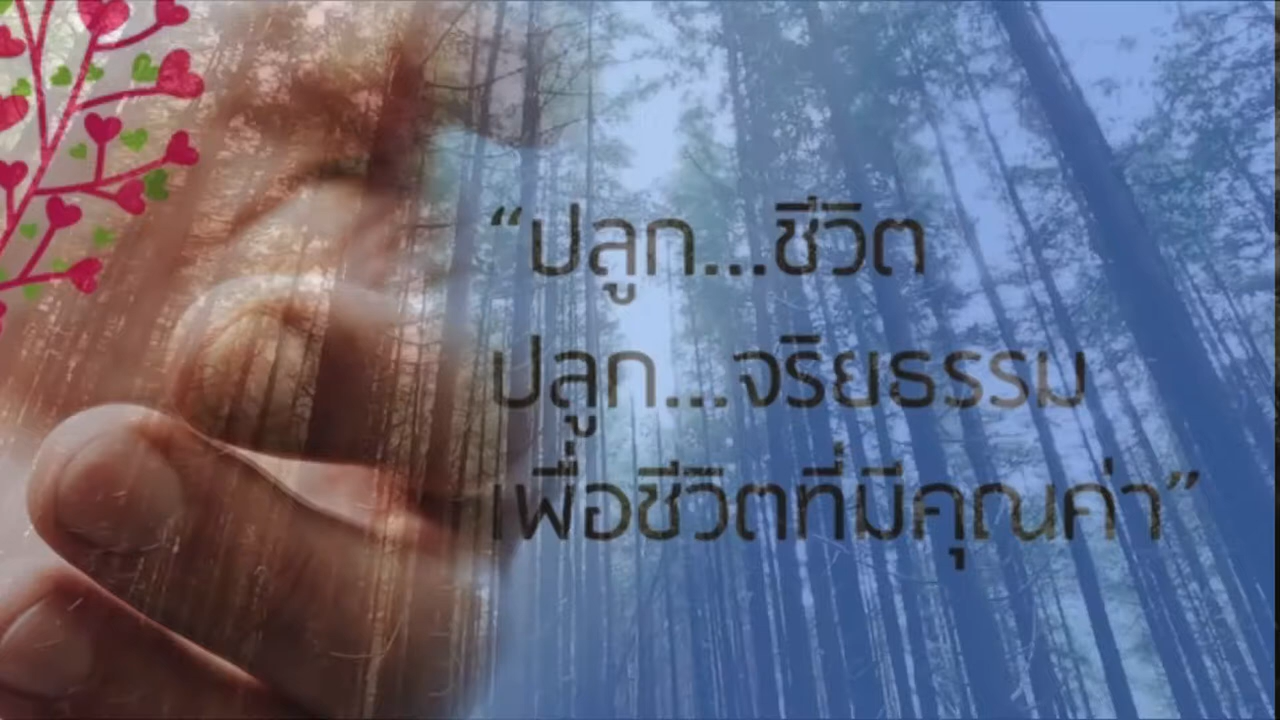 “ปลูก...ชีวิต
ปลูก...จริยธรรม
เพื่อชีวิตที่มีคุณค่า”